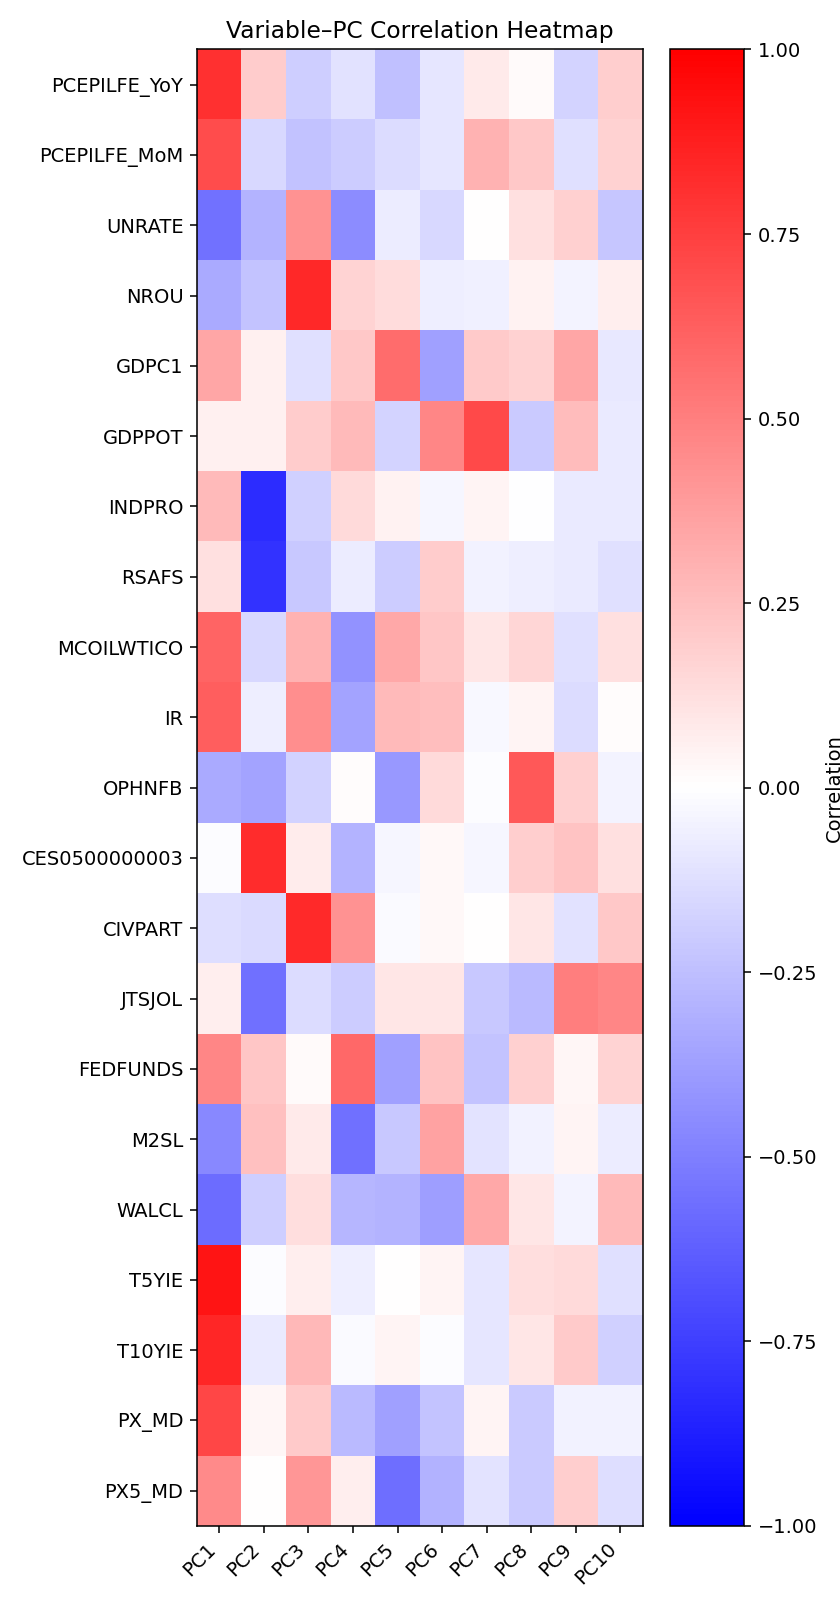 Variable–PC Correlation Heatmap
PCEPILFE_YoY
PCEPILFE_MoM
UNRATE
NROU
GDPC1
GDPPOT
INDPRO
RSAFS
MCOILWTICO
IR
OPHNFB
CES0500000003
CIVPART
JTSJOL
FEDFUNDS
M2SL
WALCL
T5YIE
T10YIE
PX_MD
PX5_MD
PC1
PC2
PC3
PC4
PC5
PC6
PC7
PC8
PC9
PC10
1.00
0.75
0.50
0.25
0.00
−0.25
−0.50
−0.75
−1.00
Correlation